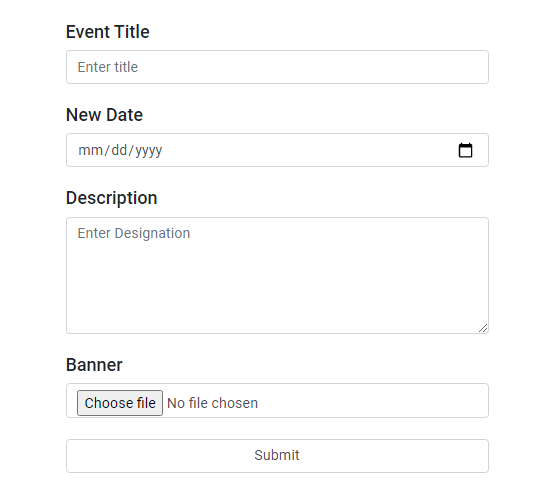 Event Title
Enter title
New Date
mm/dd/yyyy
Description
Enter Designation
Banner
Choose file No file chosen
Submit